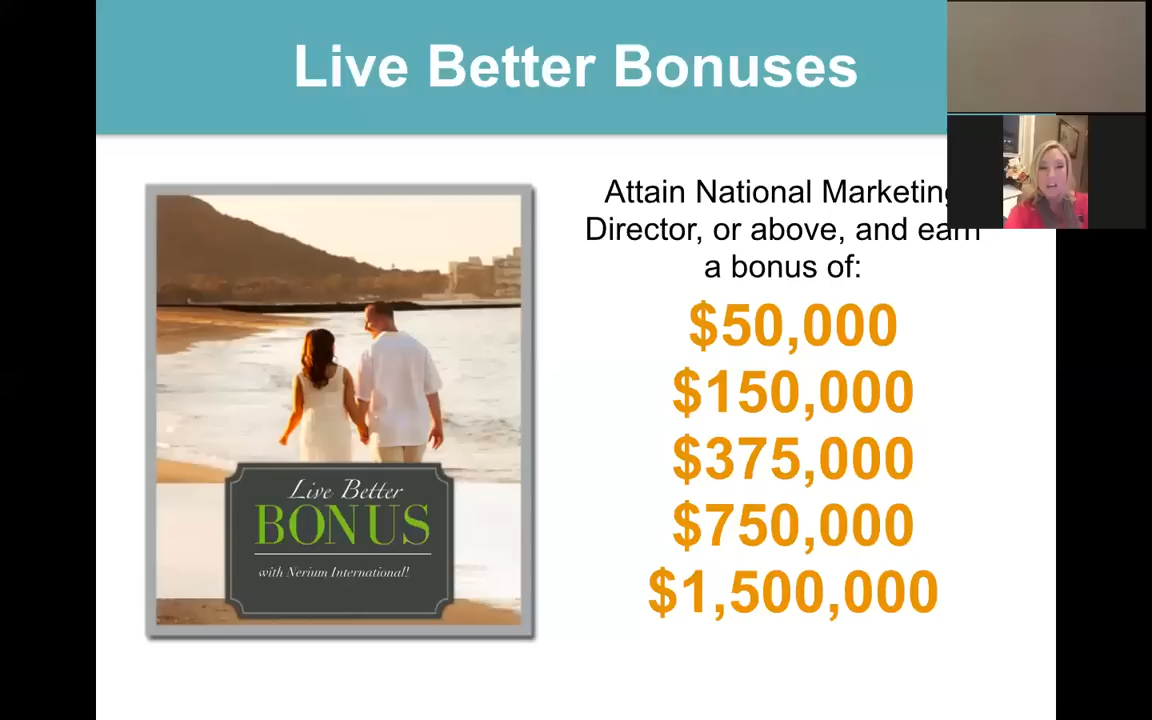 Live Better Bonuses
Attain National Marketing
Director, or above, and earn
a bonus of:
$50,000
$150,000
$375,000
$750,000
$1,500,000
Live Better
BONUS
with Nerium International!